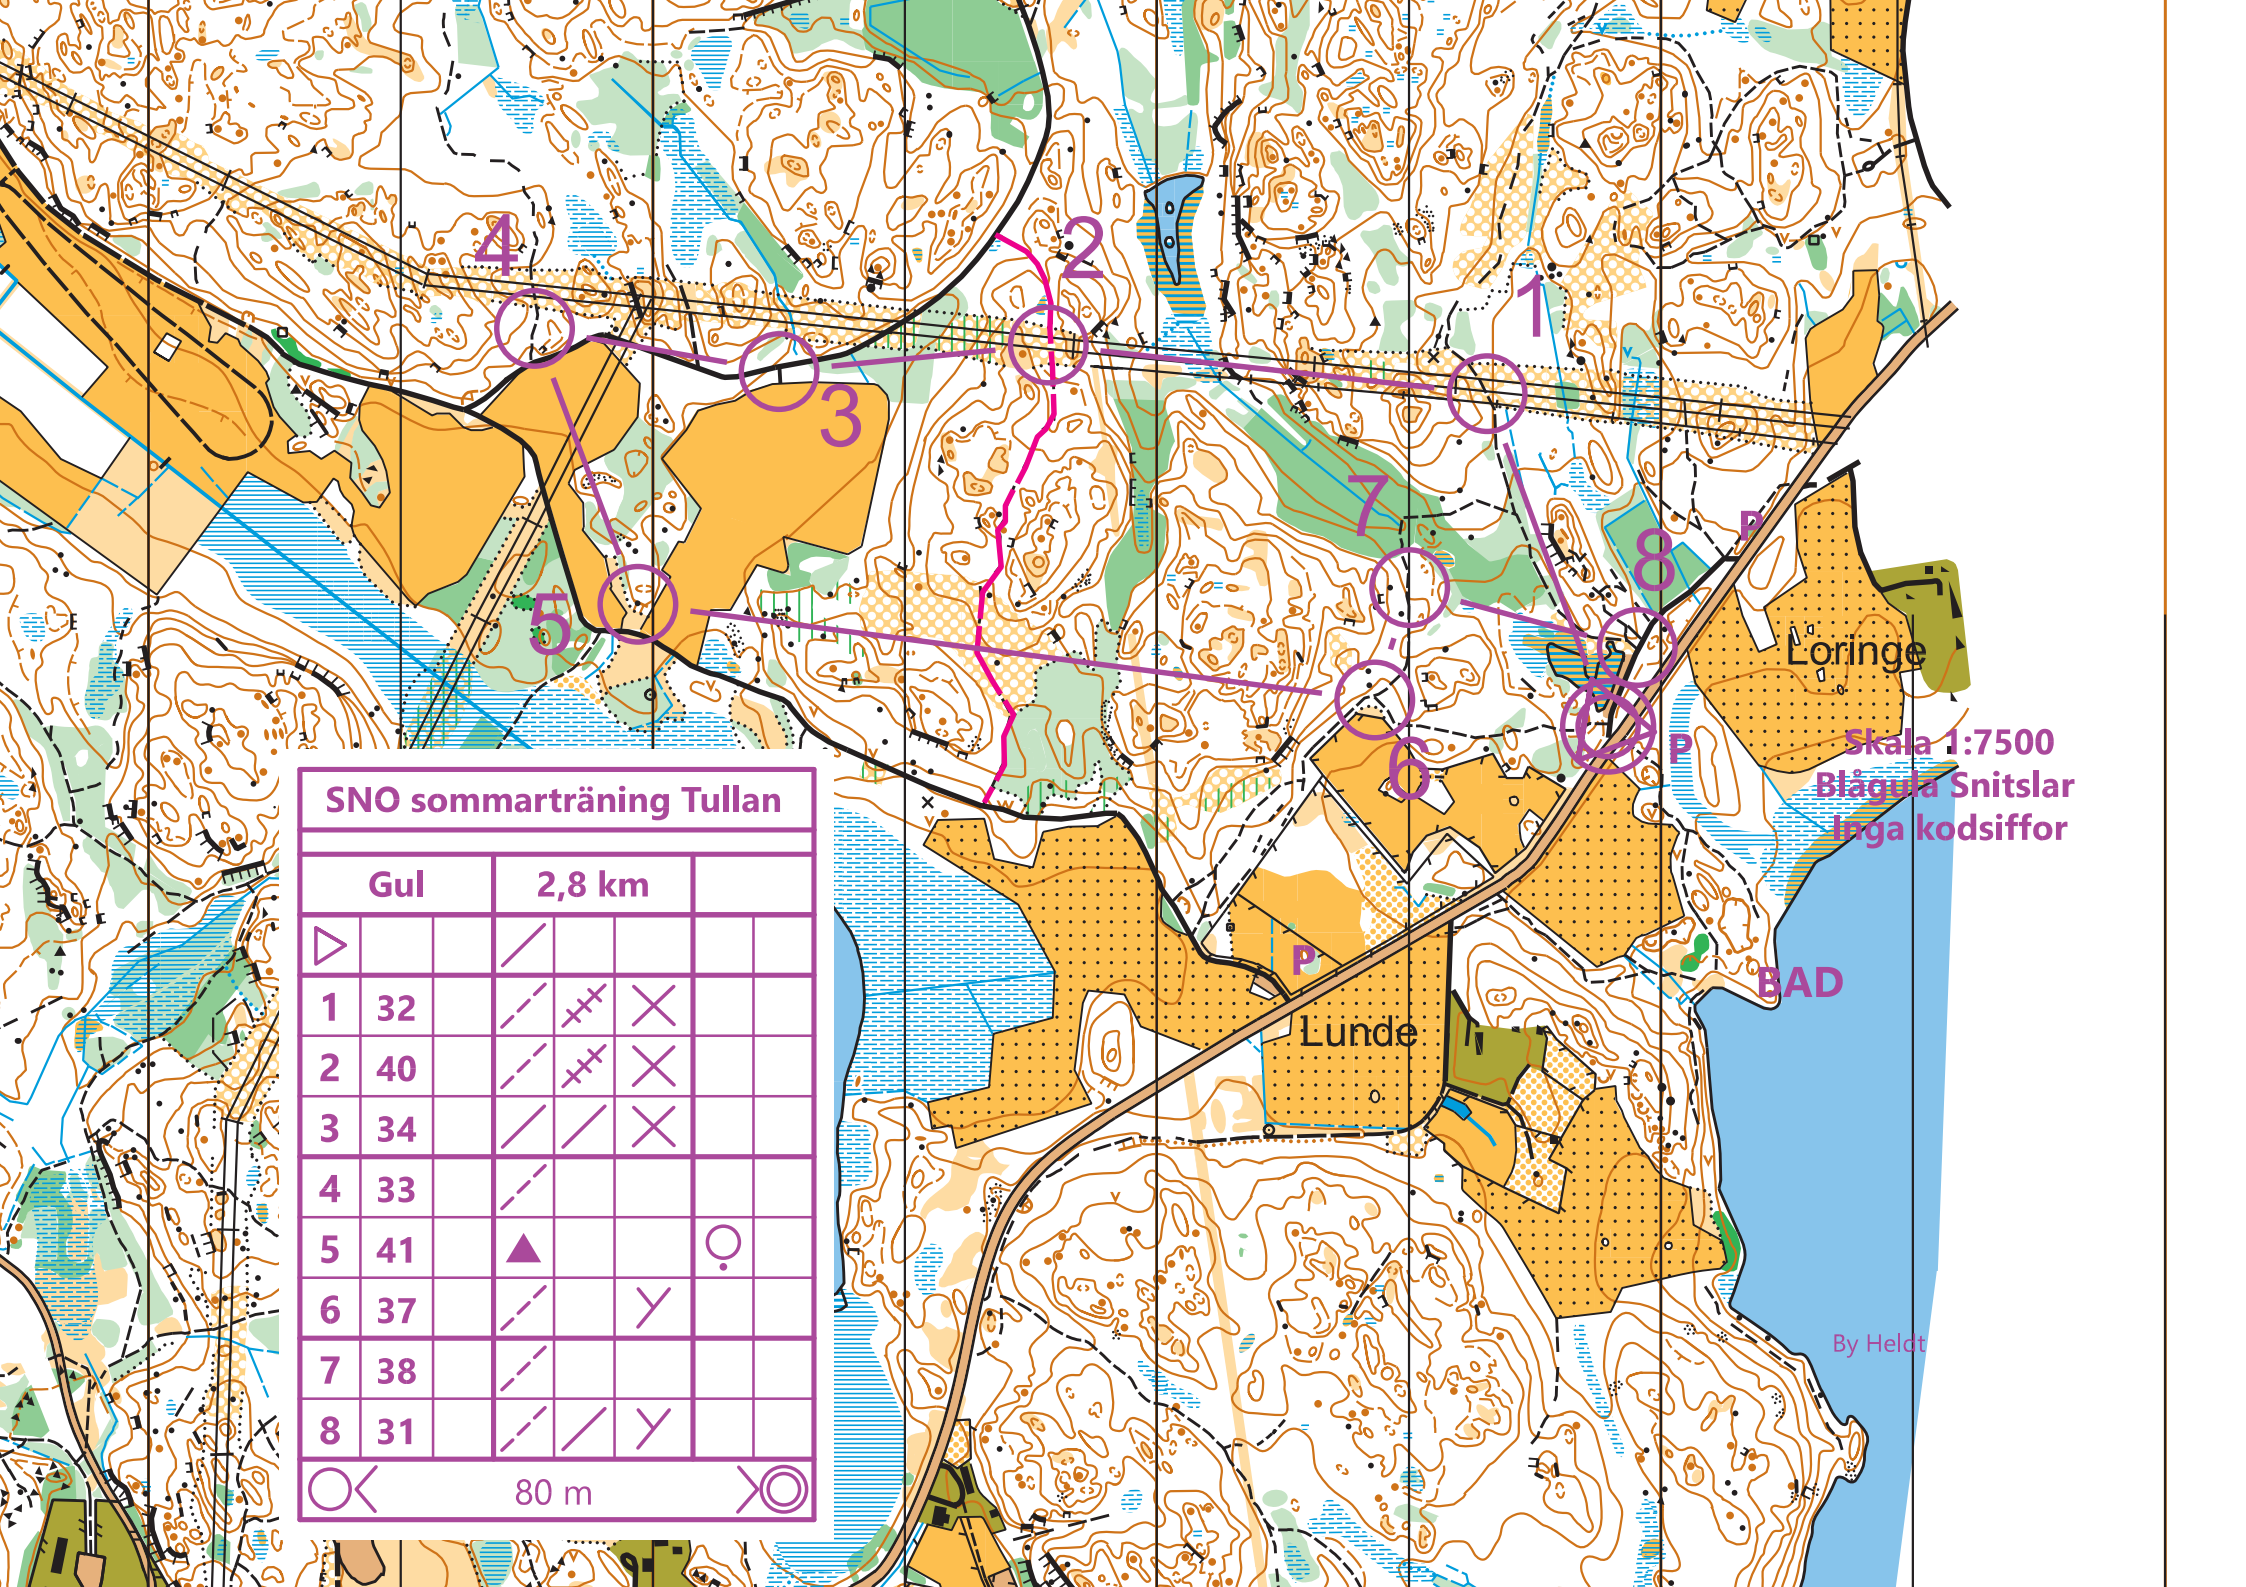 4
2
1
3
7
8
P
5
6
P
Loringe
Skala 1:7500
Blågula Snitslar
Inga kodsiffor
P
BAD
Lunde
By Heldt
SNO sommarträning Tullan
Gul 2,8 km
1 32
2 40
3 34
4 33
5 41
6 37
7 38
8 31
80 m